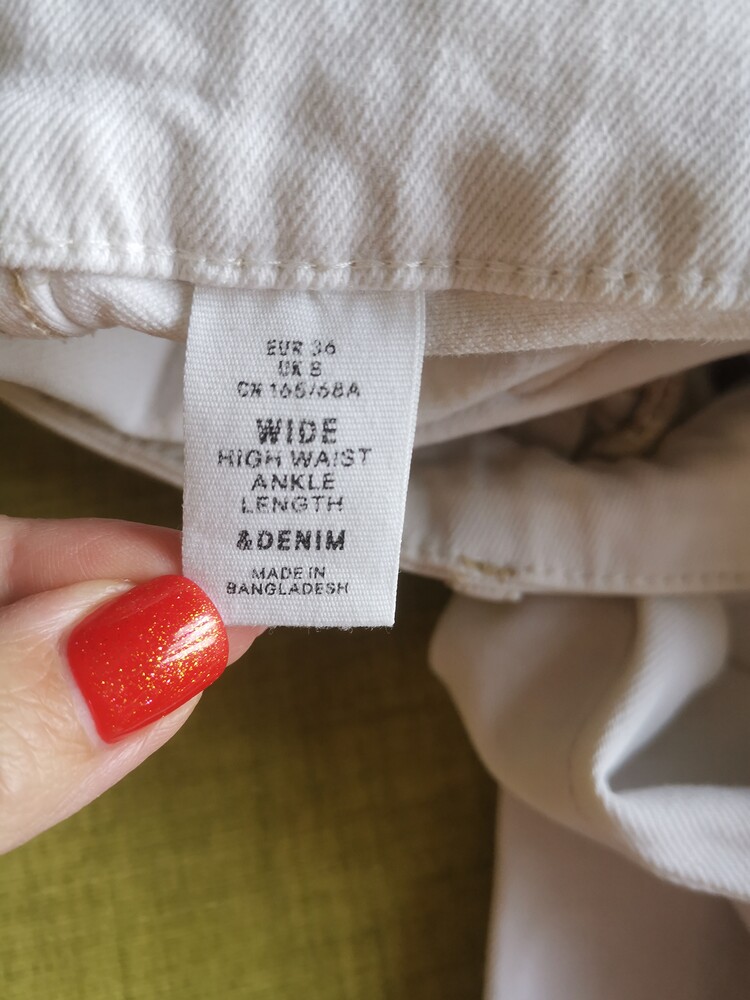 EUR 36
UK 8
CN 165/68A
WIDE
HIGH WAIST
ANKLE
LENGTH
&DENIM
MADE IN
BANGLADESH